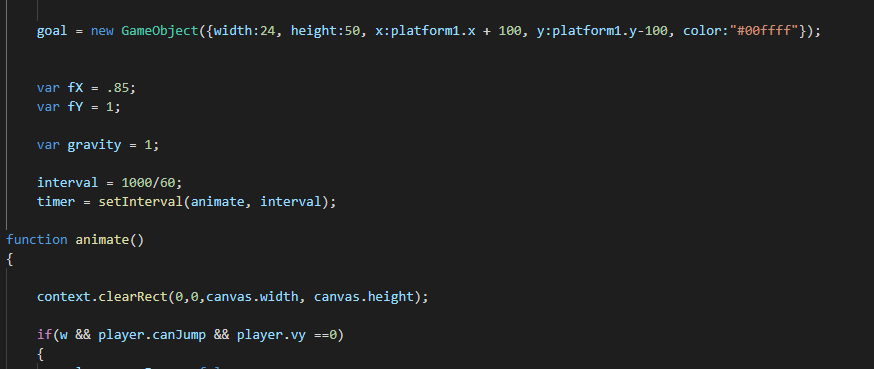 goal = new GameObject({width:24, height:50, x:platform1.x + 100, y:platform1.y-100, color:"#00ffff"});
var fX = .85;
var fY = 1;
var gravity = 1;
interval = 1000/60;
timer = setInterval(animate, interval);
function animate()
{
context.clearRect(0,0,canvas.width, canvas.height);
if(w && player.canJump && player.vy ==0)
{